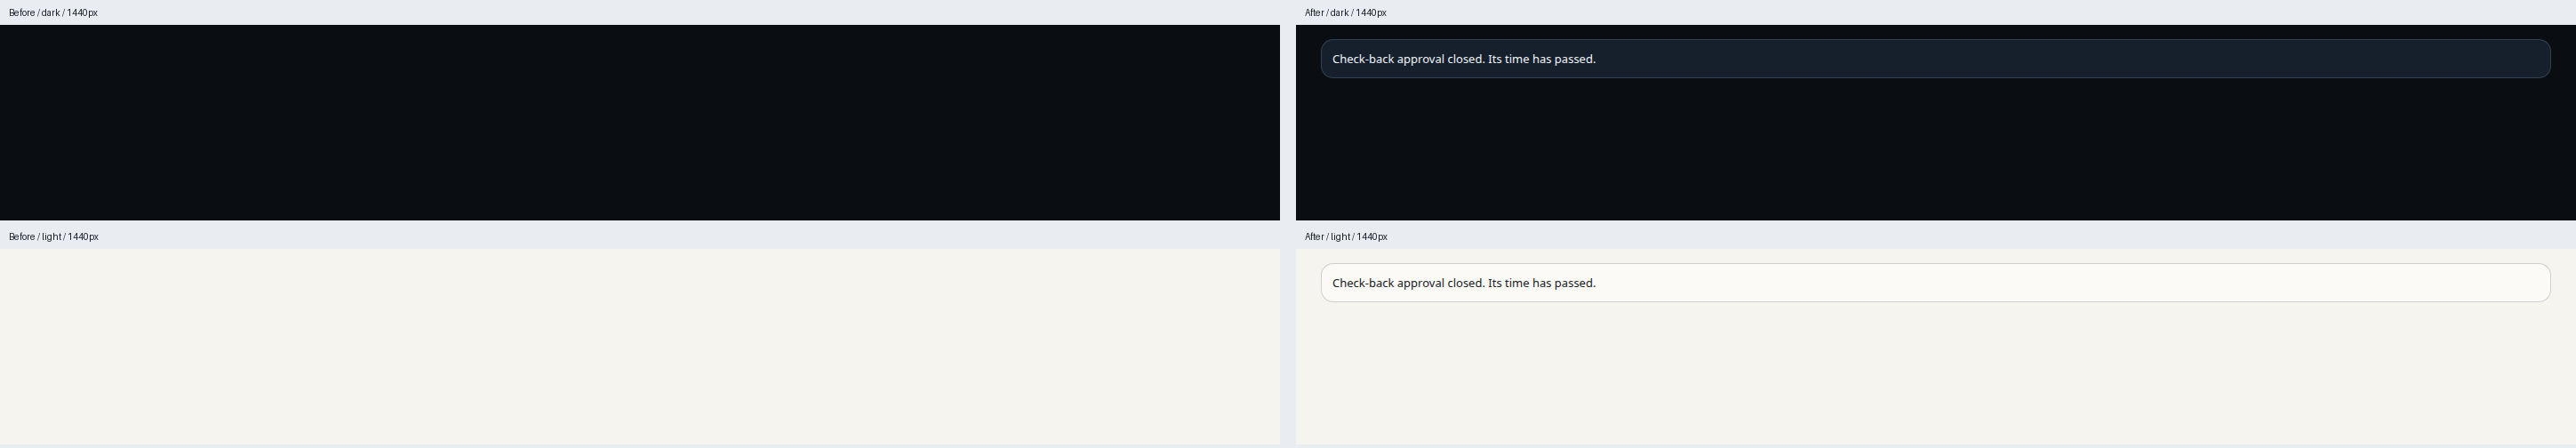 Before / dark / 1440px
After / dark / 1440px
Check-back approval closed. Its time has passed.
Before / light / 1440px
After / light / 1440px
Check-back approval closed. Its time has passed.